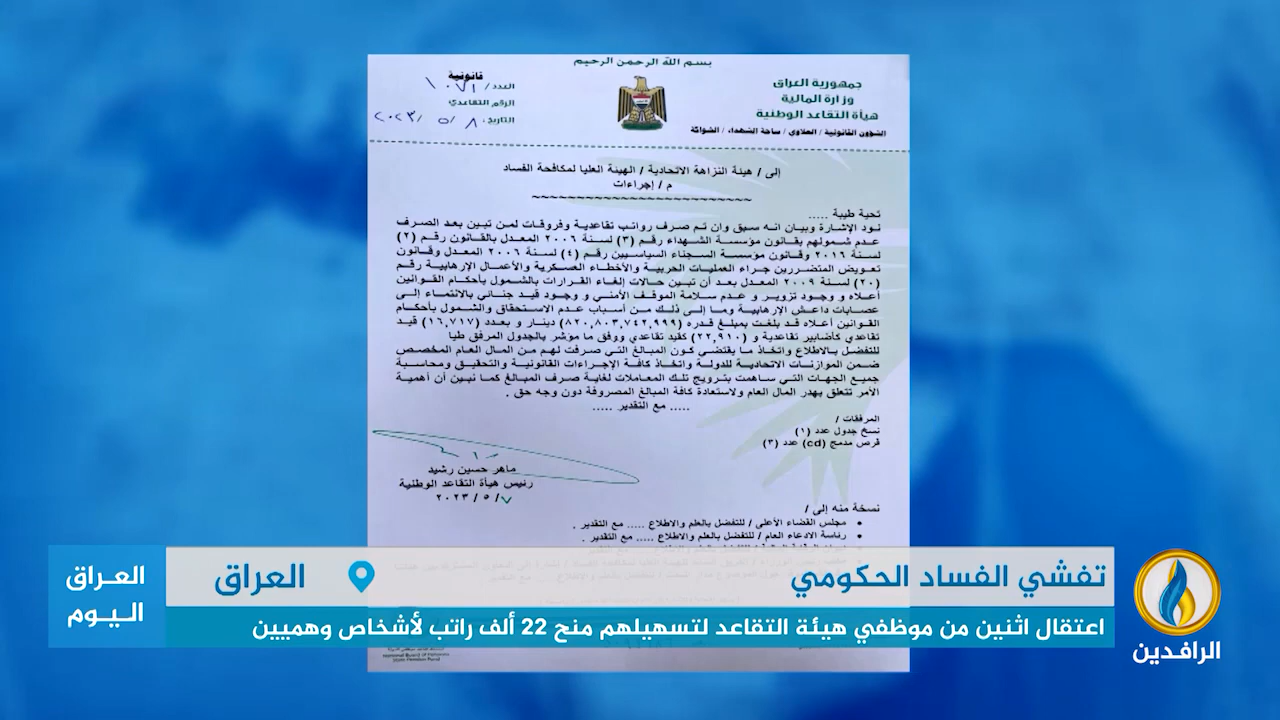 بسم الله الرحمن الرحيم
جمهورية العراق
وزارة المالية
هيأة التقاعد الوطنية
الشؤون القانونية / العلاوي / ساحة الشهداء / الشواكة
قانونية
العدد / ١٠٧١
الرقم التقاعدي
التاريخ: ٨ / ٥ / ٢٠٢٣
إلى / هيئة النزاهة الاتحادية / الهيئة العليا لمكافحة الفساد
م / إجراءات
تحية طيبة .....
نود الإشارة وبيان انه سبق وان تم صرف رواتب تقاعدية وفروقات لمن تبين بعد الصرف
عدم شمولهم بقانون مؤسسة الشهداء رقم (٣) لسنة ٢٠٠٦ المعدل بالقانون رقم (٢)
لسنة ٢٠١٦ وقانون مؤسسة السجناء السياسيين رقم (٤) لسنة ٢٠٠٦ المعدل وقانون
تعويض المتضررين جراء العمليات الحربية والأخطاء العسكرية والأعمال الإرهابية رقم
(٢٠) لسنة ٢٠٠٩ المعدل بعد أن تبين حالات إلغاء القرارات بالشمول بأحكام القوانين
أعلاه و وجود تزوير و عدم سلامة الموقف الأمني و وجود قيد جنائي بالانتماء إلى
عصابات داعش الإرهابية وما إلى ذلك من أسباب عدم الاستحقاق والشمول بأحكام
القوانين أعلاه قد بلغت بمبلغ قدره (٨٢٠,٨٠٣,٧٤٢,٩٩٩) دينار و بعدد (١٦,٧١٧) قيد
تقاعدي كأضابير تقاعدية و (٢٢,٩١٠) كقيد تقاعدي ووفق ما مؤشر بالجدول المرفق طيا
للتفضل بالاطلاع واتخاذ ما يقتضي كون المبالغ التي صرفت لهم من المال العام المخصص
ضمن الموازنات الاتحادية للدولة واتخاذ كافة الإجراءات القانونية والتحقيق ومحاسبة
جميع الجهات التي ساهمت بترويج تلك المعاملات لغاية صرف المبالغ كما نبين أن أهمية
الأمر تتعلق بهدر المال العام ولاستعادة كافة المبالغ المصروفة دون وجه حق .
..... مع التقدير .....
المرفقات /
نسخ جدول عدد (١)
قرص مدمج (cd) عدد (٣)
ماهر حسين رشيد
رئيس هيأة التقاعد الوطنية
٧/ ٥ / ٢٠٢٣
نسخة منه إلى /
• مجلس القضاء الأعلى / للتفضل بالعلم والاطلاع ..... مع التقدير .
• رئاسة الادعاء العام / للتفضل بالعلم والاطلاع ..... مع التقدير .
تفشي الفساد الحكومي
العراق
اعتقال اثنين من موظفي هيئة التقاعد لتسهيلهم منح 22 ألف راتب لأشخاص وهميين
العراق
اليوم
الرافدين